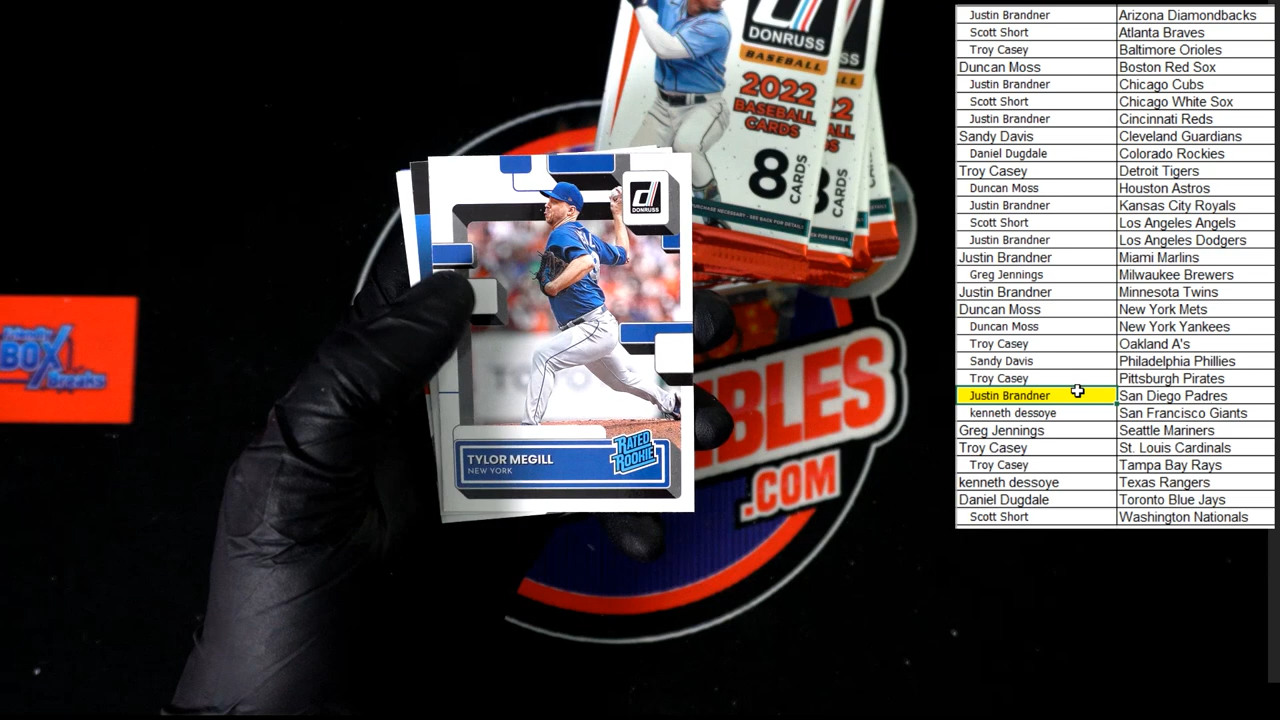 DONRUSS
BASEBALL
2022
BASEBALL
CARDS
8
CARDS
DONRUSS
TYLOR MEGILL
NEW YORK
RATED
ROOKIE
BOX
Breaks
BLES
.COM
Justin Brandner Arizona Diamondbacks
Scott Short Atlanta Braves
Troy Casey Baltimore Orioles
Duncan Moss Boston Red Sox
Justin Brandner Chicago Cubs
Scott Short Chicago White Sox
Justin Brandner Cincinnati Reds
Sandy Davis Cleveland Guardians
Daniel Dugdale Colorado Rockies
Troy Casey Detroit Tigers
Duncan Moss Houston Astros
Justin Brandner Kansas City Royals
Scott Short Los Angeles Angels
Justin Brandner Los Angeles Dodgers
Justin Brandner Miami Marlins
Greg Jennings Milwaukee Brewers
Justin Brandner Minnesota Twins
Duncan Moss New York Mets
Duncan Moss New York Yankees
Troy Casey Oakland A's
Sandy Davis Philadelphia Phillies
Troy Casey Pittsburgh Pirates
Justin Brandner San Diego Padres
kenneth dessoye San Francisco Giants
Greg Jennings Seattle Mariners
Troy Casey St. Louis Cardinals
Troy Casey Tampa Bay Rays
kenneth dessoye Texas Rangers
Daniel Dugdale Toronto Blue Jays
Scott Short Washington Nationals